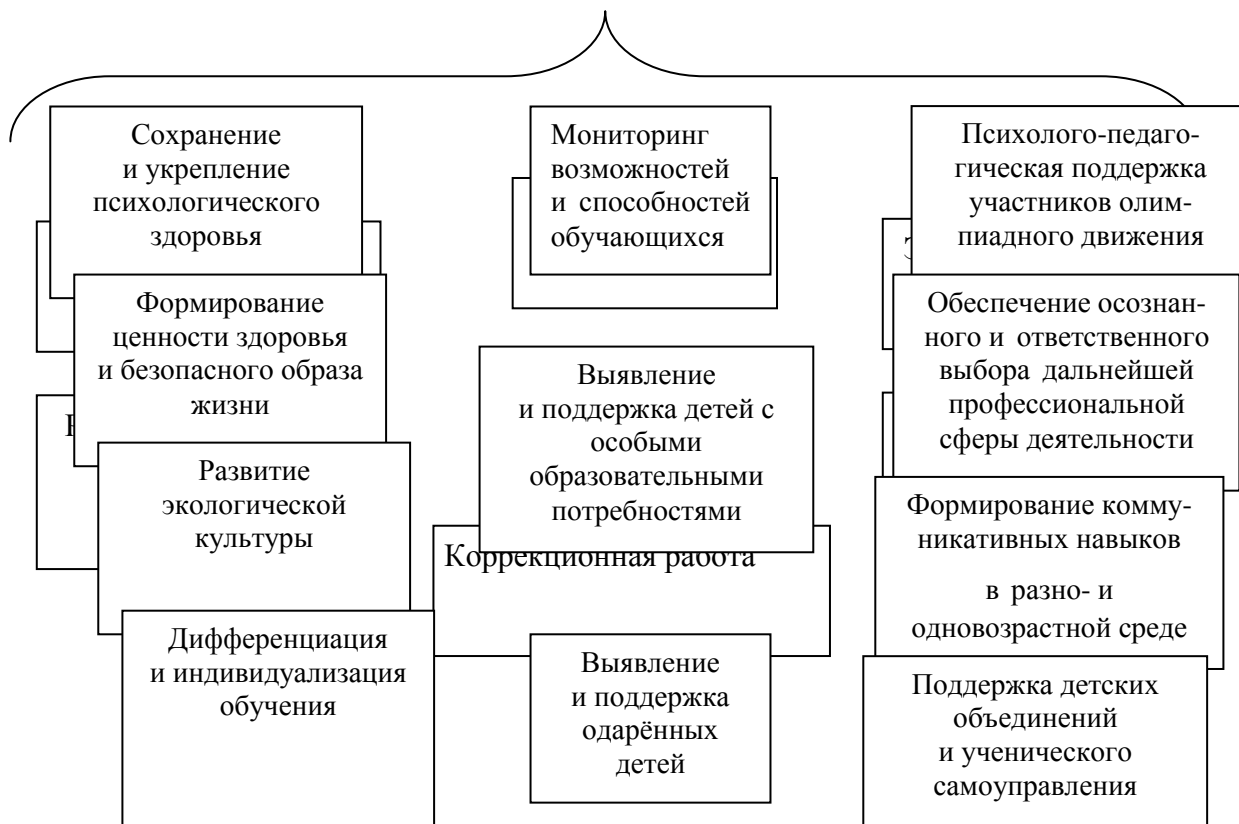 Сохранение
и укрепление
психологического
здоровья
Формирование
ценности здоровья
и безопасного образа
жизни
Развитие
экологической
культуры
Дифференциация
и индивидуализация
обучения
Мониторинг
возможностей
и способностей
обучающихся
Выявление
и поддержка детей с
особыми
образовательными
потребностями
Коррекционная работа
Выявление
и поддержка
одарённых
детей
Психолого-педаго-
гическая поддержка
участников олим-
пиадного движения
Обеспечение осознан-
ного и ответственного
выбора дальнейшей
профессиональной
сферы деятельности
Формирование комму-
никативных навыков
в разно- и
одновозрастной среде
Поддержка детских
объединений
и ученического
самоуправления